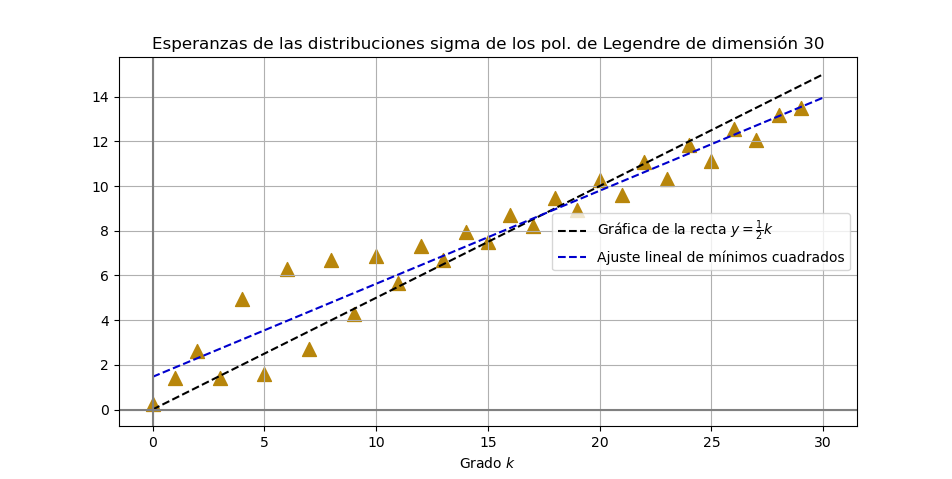 Esperanzas de las distribuciones sigma de los pol. de Legendre de dimensión 30
14
12
10
8
6
4
2
0
Gráfica de la recta $y = \frac{1}{2}k$
Ajuste lineal de mínimos cuadrados
0 5 10 15 20 25 30
Grado k